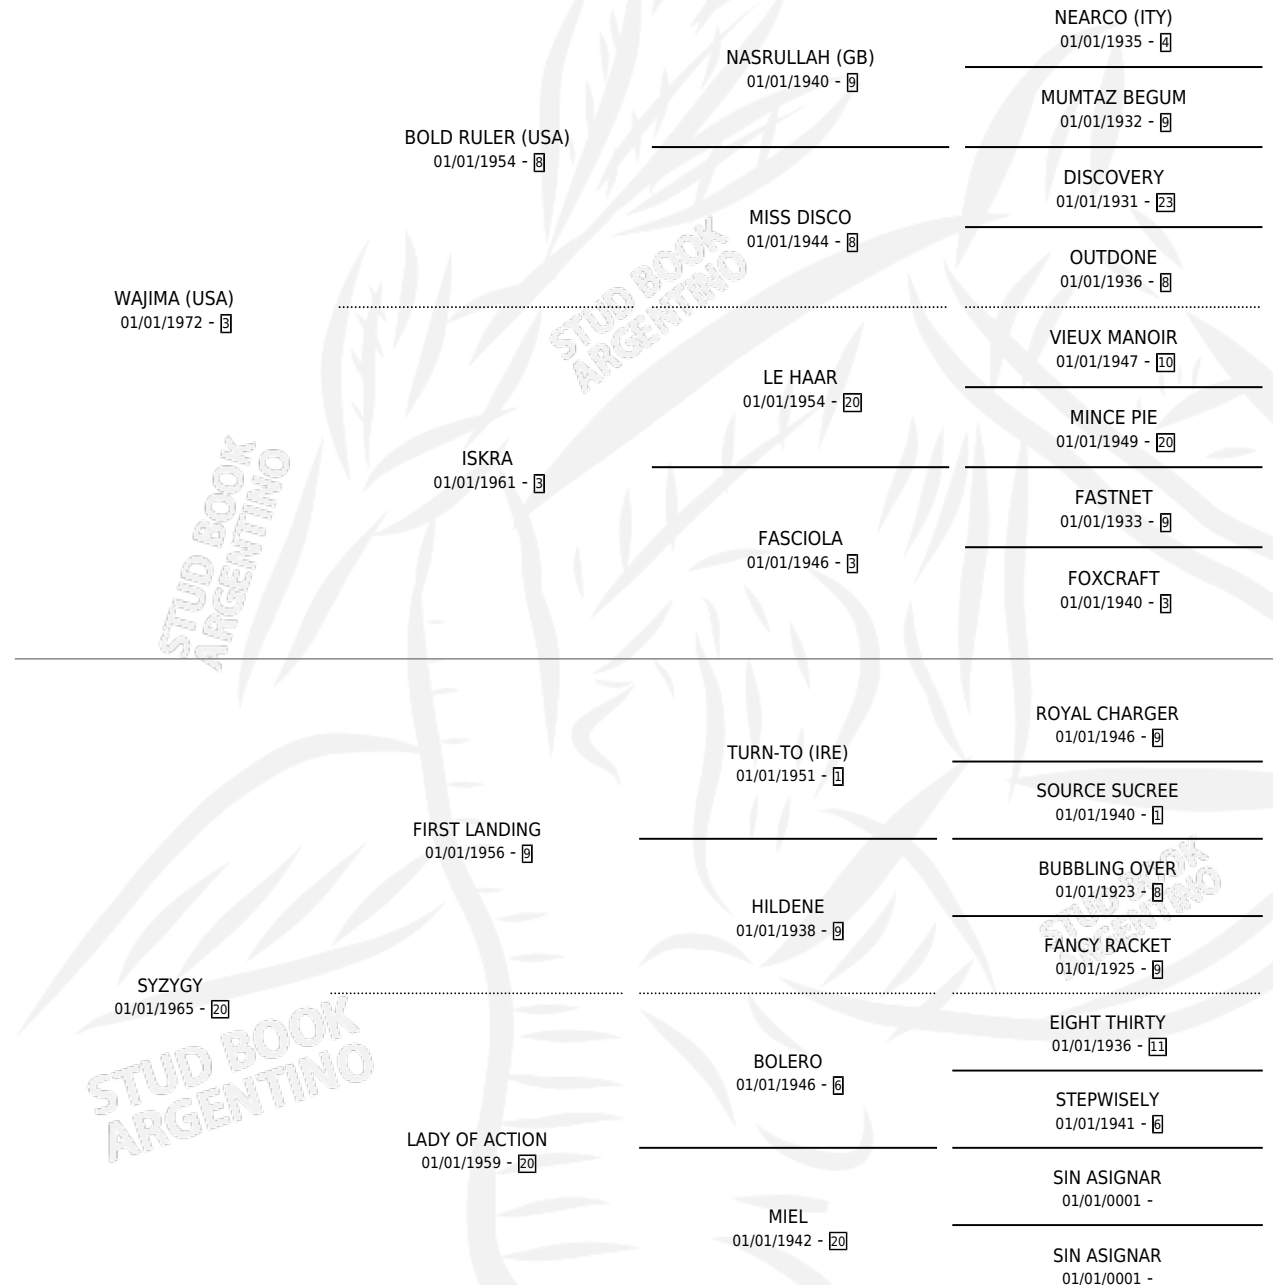 NEARCO (ITY)
01/01/1935 - 4
NASRULLAH (GB)
01/01/1940 - 9
MUMTAZ BEGUM
01/01/1932 - 9
BOLD RULER (USA)
01/01/1954 - 8
DISCOVERY
01/01/1931 - 23
MISS DISCO
01/01/1944 - 8
OUTDONE
01/01/1936 - 8
WAJIMA (USA)
01/01/1972 - 3
VIEUX MANOIR
01/01/1947 - 10
LE HAAR
01/01/1954 - 20
MINCE PIE
01/01/1949 - 20
ISKRA
01/01/1961 - 3
FASTNET
01/01/1933 - 9
FASCIOLA
01/01/1946 - 3
FOXCRAFT
01/01/1940 - 3
ROYAL CHARGER
01/01/1946 - 9
TURN-TO (IRE)
01/01/1951 - 1
SOURCE SUCREE
01/01/1940 - 1
FIRST LANDING
01/01/1956 - 9
BUBBLING OVER
01/01/1923 - 8
HILDENE
01/01/1938 - 9
FANCY RACKET
01/01/1925 - 9
SYZYGY
01/01/1965 - 20
EIGHT THIRTY
01/01/1936 - 11
BOLERO
01/01/1946 - 6
STEPWISELY
01/01/1941 - 6
LADY OF ACTION
01/01/1959 - 20
SIN ASIGNAR
01/01/0001 -
MIEL
01/01/1942 - 20
SIN ASIGNAR
01/01/0001 -
STUD BOOK
ARGENTINO
STUD BOOK
ARGENTINO
STUD BOOK
ARGENTINO
STUD BOOK
ARGENTINO